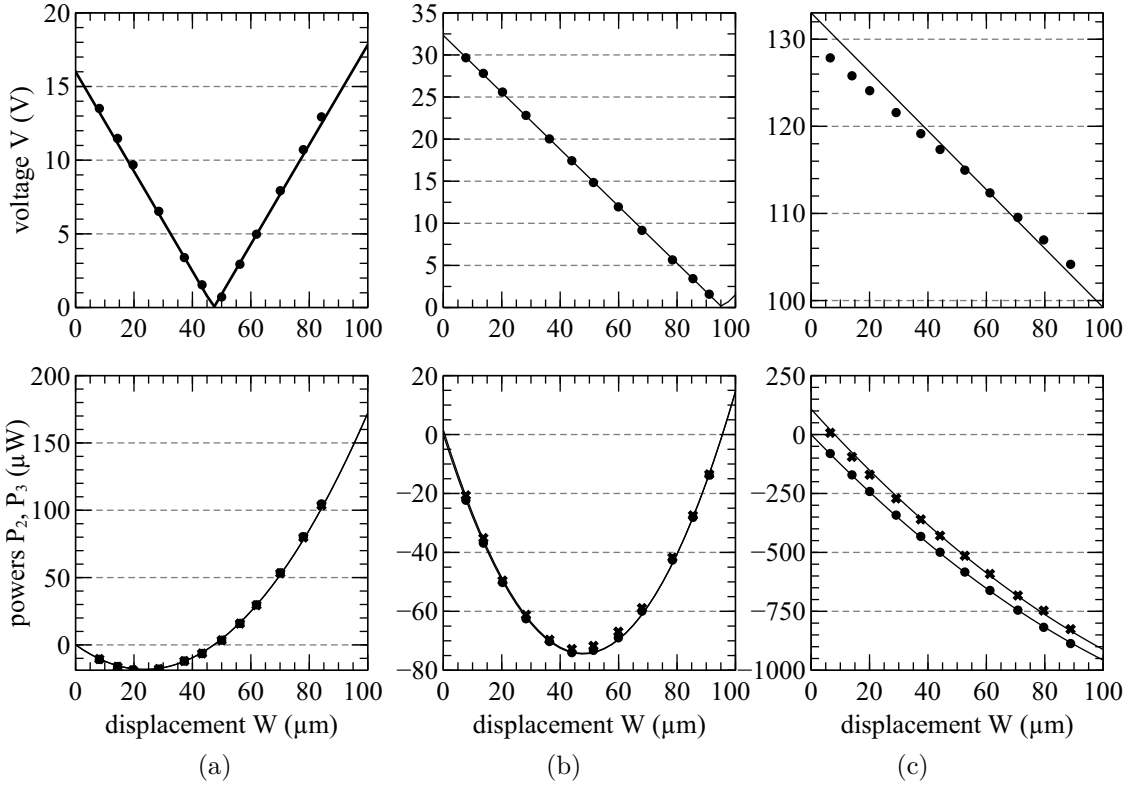 20
15
10
5
0
0 20 40 60 80 100
voltage V (V)
35
30
25
20
15
10
5
0
0 20 40 60 80 100
130
120
110
100
0 20 40 60 80 100
200
150
100
50
0
0 20 40 60 80 100
powers P₂, P₃ (µW)
displacement W (µm)
(a)
20
0
−20
−40
−60
−80
0 20 40 60 80 100
displacement W (µm)
(b)
250
0
−250
−500
−750
−1000
0 20 40 60 80 100
displacement W (µm)
(c)